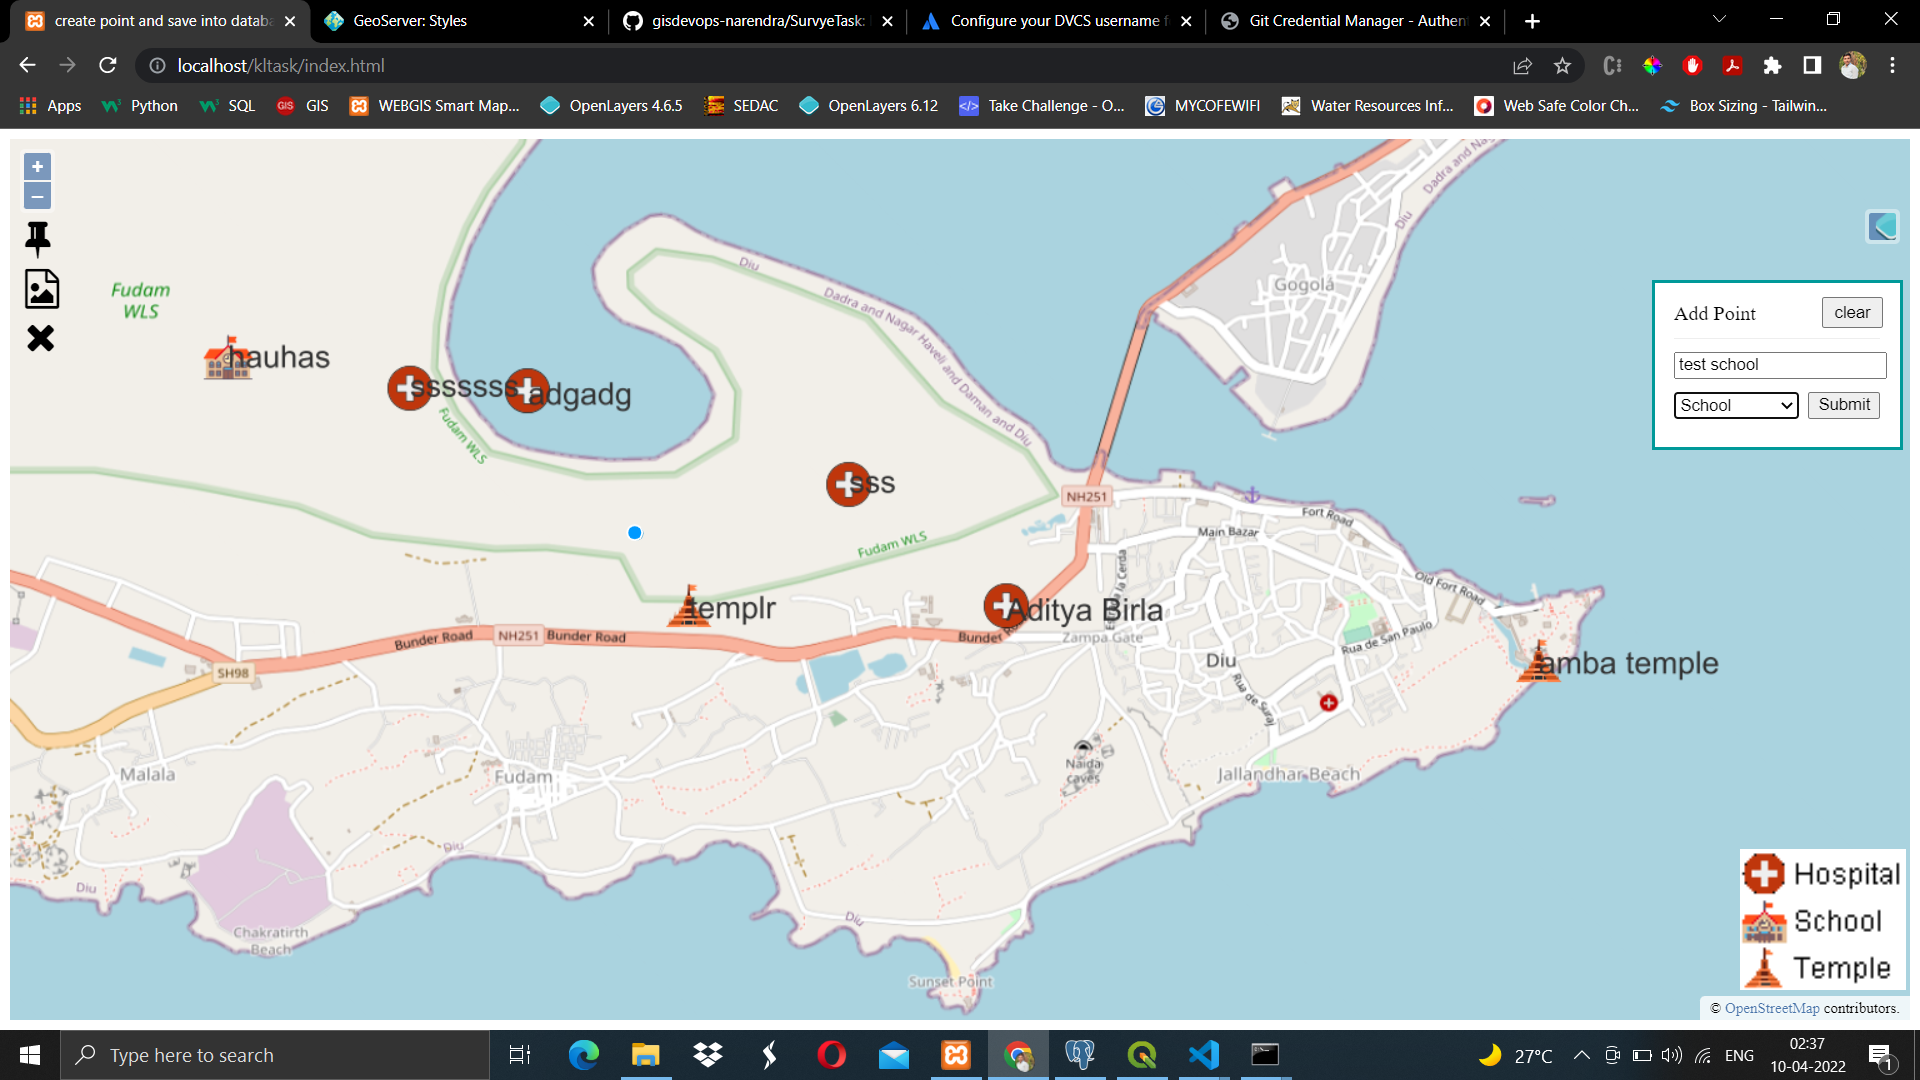 create point and save into databa
GeoServer: Styles
gisdevops-narendra/SurvyeTask:
Configure your DVCS username f
Git Credential Manager - Authent
localhost/kltask/index.html
Apps
Python
SQL
GIS
WEBGIS Smart Map...
OpenLayers 4.6.5
SEDAC
OpenLayers 6.12
Take Challenge - O...
MYCOFEWIFI
Water Resources Inf...
Web Safe Color Ch...
Box Sizing - Tailwin...
+
−
Dadra and Nag
Diu
Diu
Gogola
Dadra and Nagar Haveli and Daman and Diu
Fudam
WLS
Add Point
clear
test school
School
Submit
hauhas
sssssss
adgadg
Fudam WLS
sss
NH251
Fort Road
Main Bazar
Fudam WLS
Old Fort Road
templr
Aditya Birla
Bunder Road
NH251
Bunder Road
Zampa Gate
Rua de San Paulo
Diu
SH98
amba temple
Rua de Suraj
Malala
Fudam
Naida
caves
Jallandhar Beach
Diu
Diu
Diu
Chakratirth
Beach
Sunset Point
Hospital
School
Temple
© OpenStreetMap contributors.
Type here to search
27°C
ENG
02:37
10-04-2022
1